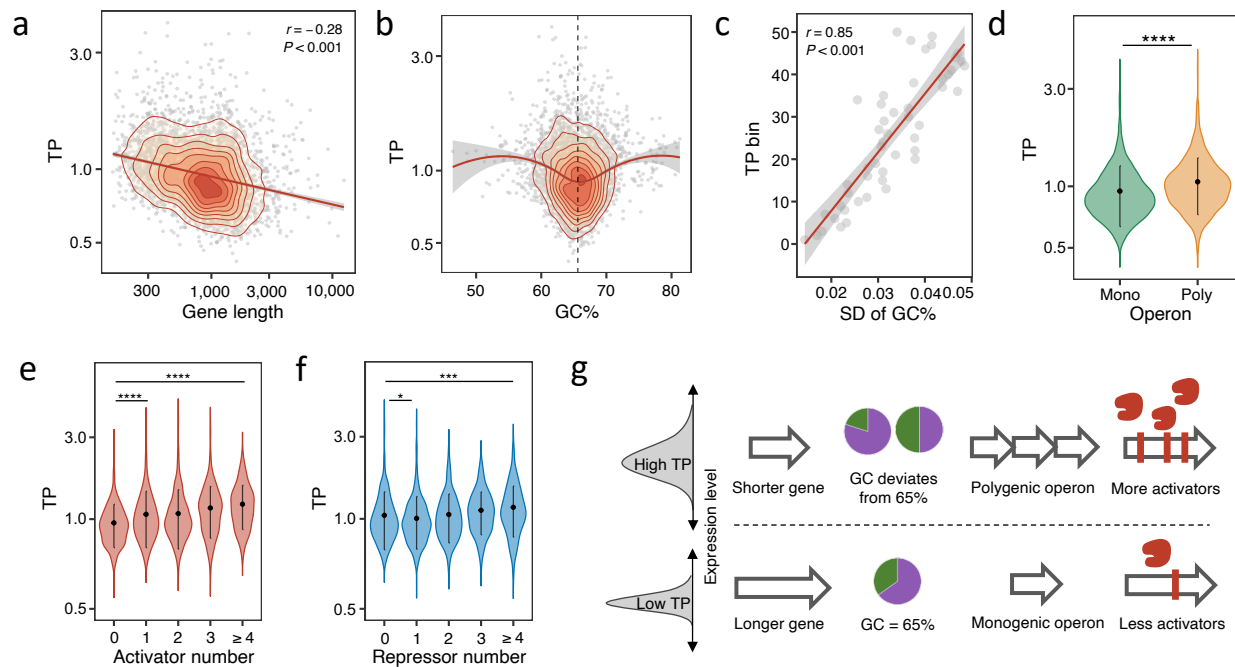 a
r = −0.28
P < 0.001
TP
3.0
1.0
0.5
300
1,000
3,000
10,000
Gene length
b
TP
3.0
1.0
0.5
50
60
70
80
GC%
c
r = 0.85
P < 0.001
TP bin
50
40
30
20
10
0
0.02
0.03
0.04
0.05
SD of GC%
d
****
TP
3.0
1.0
0.5
Mono
Poly
Operon
e
****
****
TP
3.0
1.0
0.5
0
1
2
3
≥ 4
Activator number
f
***
*
TP
3.0
1.0
0.5
0
1
2
3
≥ 4
Repressor number
g
Expression level
High TP
Shorter gene
GC deviates
from 65%
Polygenic operon
More activators
Low TP
Longer gene
GC = 65%
Monogenic operon
Less activators